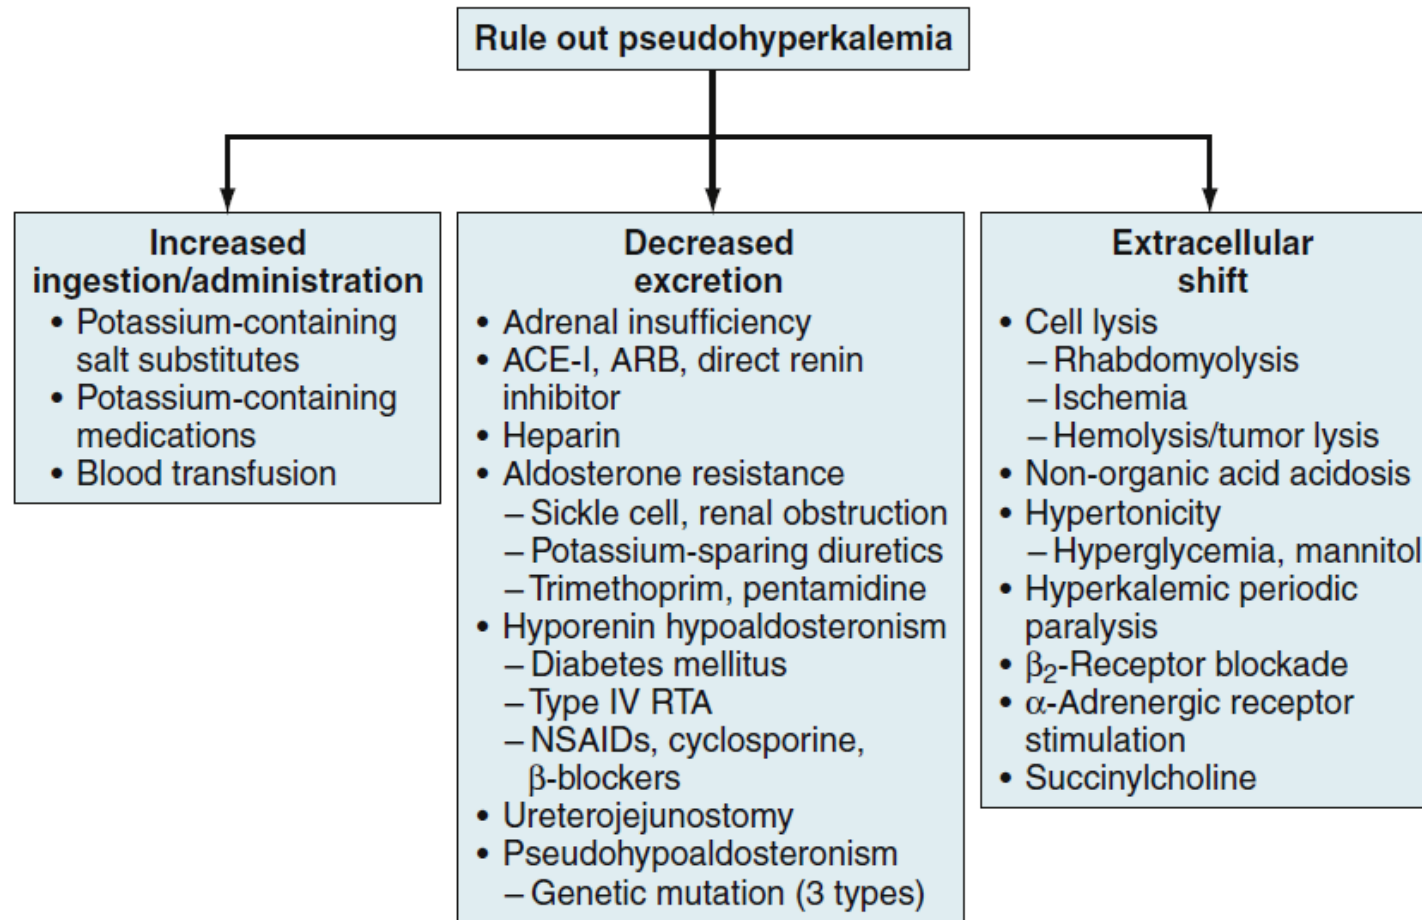 Rule out pseudohyperkalemia
Increased
ingestion/administration
• Potassium-containing
salt substitutes
• Potassium-containing
medications
• Blood transfusion
Decreased
excretion
• Adrenal insufficiency
• ACE-I, ARB, direct renin
inhibitor
• Heparin
• Aldosterone resistance
– Sickle cell, renal obstruction
– Potassium-sparing diuretics
– Trimethoprim, pentamidine
• Hyporenin hypoaldosteronism
– Diabetes mellitus
– Type IV RTA
– NSAIDs, cyclosporine,
β-blockers
• Ureterojejunostomy
• Pseudohypoaldosteronism
– Genetic mutation (3 types)
Extracellular
shift
• Cell lysis
– Rhabdomyolysis
– Ischemia
– Hemolysis/tumor lysis
• Non-organic acid acidosis
• Hypertonicity
– Hyperglycemia, mannitol
• Hyperkalemic periodic
paralysis
• β₂-Receptor blockade
• α-Adrenergic receptor
stimulation
• Succinylcholine